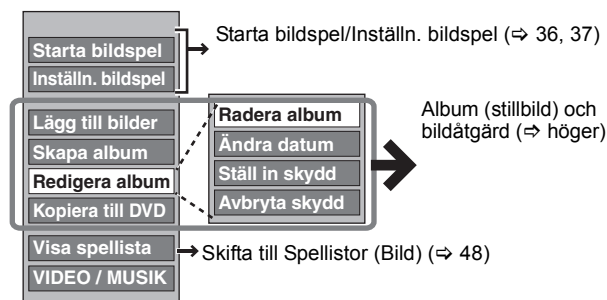 Starta bildspel
Inställn. bildspel
Starta bildspel/Inställn. bildspel (⇨ 36, 37)
Lägg till bilder
Skapa album
Redigera album
Kopiera till DVD
Radera album
Ändra datum
Ställ in skydd
Avbryta skydd
Album (stillbild) och
bildåtgärd (⇨ höger)
Visa spellista
VIDEO / MUSIK
Skifta till Spellistor (Bild) (⇨ 48)